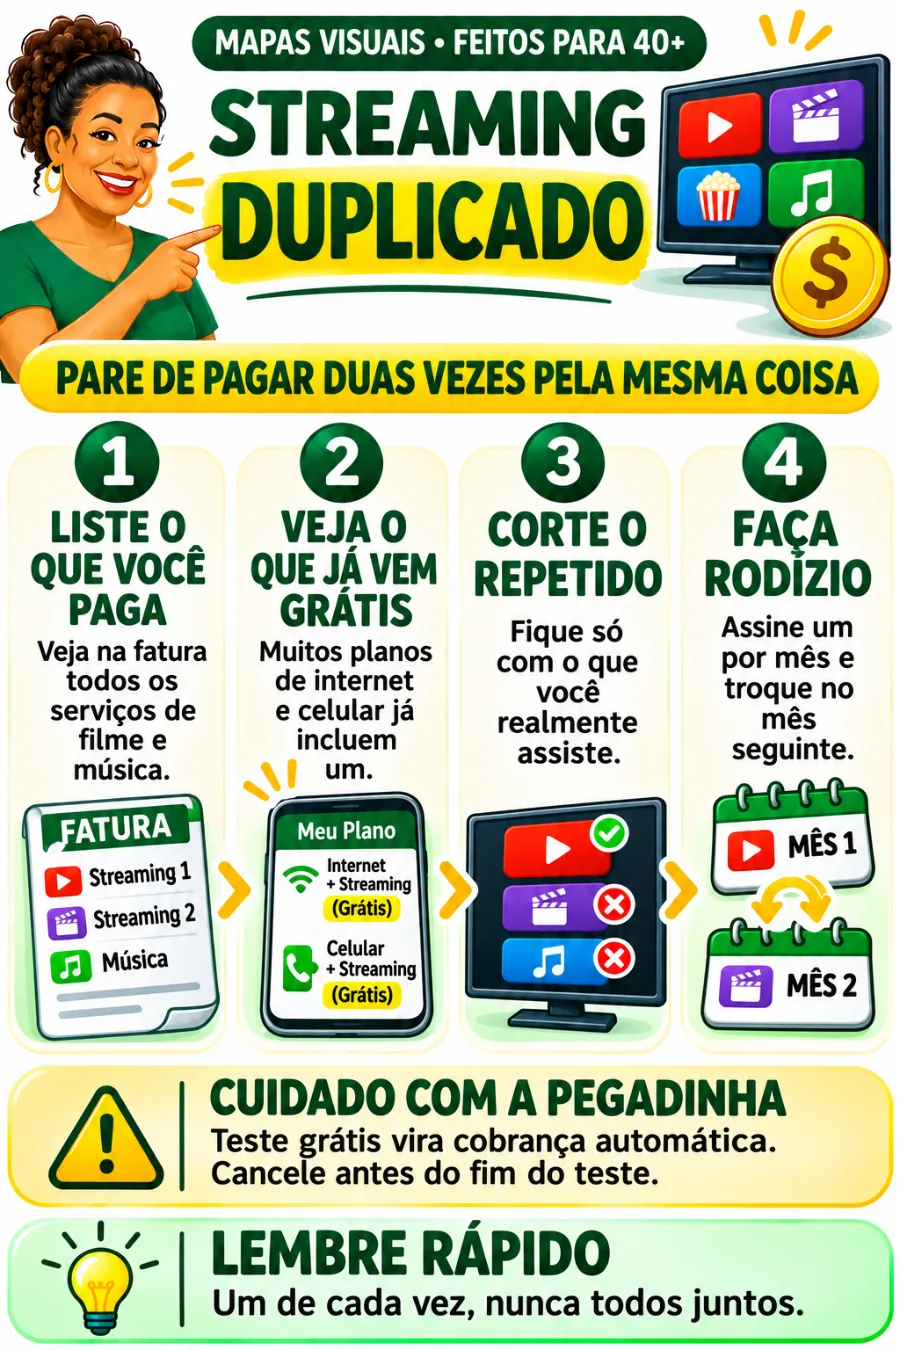 MAPAS VISUAIS • FEITOS PARA 40+
STREAMING
DUPLICADO
$
PARE DE PAGAR DUAS VEZES PELA MESMA COISA
1
LISTE O
QUE VOCÊ
PAGA
Veja na fatura
todos os
serviços de
filme e
música.
FATURA
Streaming 1
Streaming 2
Música
2
VEJA O
QUE JÁ VEM
GRÁTIS
Muitos planos
de internet
e celular já
incluem
um.
Meu Plano
Internet
+ Streaming
(Grátis)
Celular
+ Streaming
(Grátis)
3
CORTE O
REPETIDO
Fique só
com o que
você
realmente
assiste.
4
FAÇA
RODÍZIO
Assine um
por mês e
troque no
mês
seguinte.
MÊS 1
MÊS 2
CUIDADO COM A PEGADINHA
Teste grátis vira cobrança automática.
Cancele antes do fim do teste.
LEMBRE RÁPIDO
Um de cada vez, nunca todos juntos.